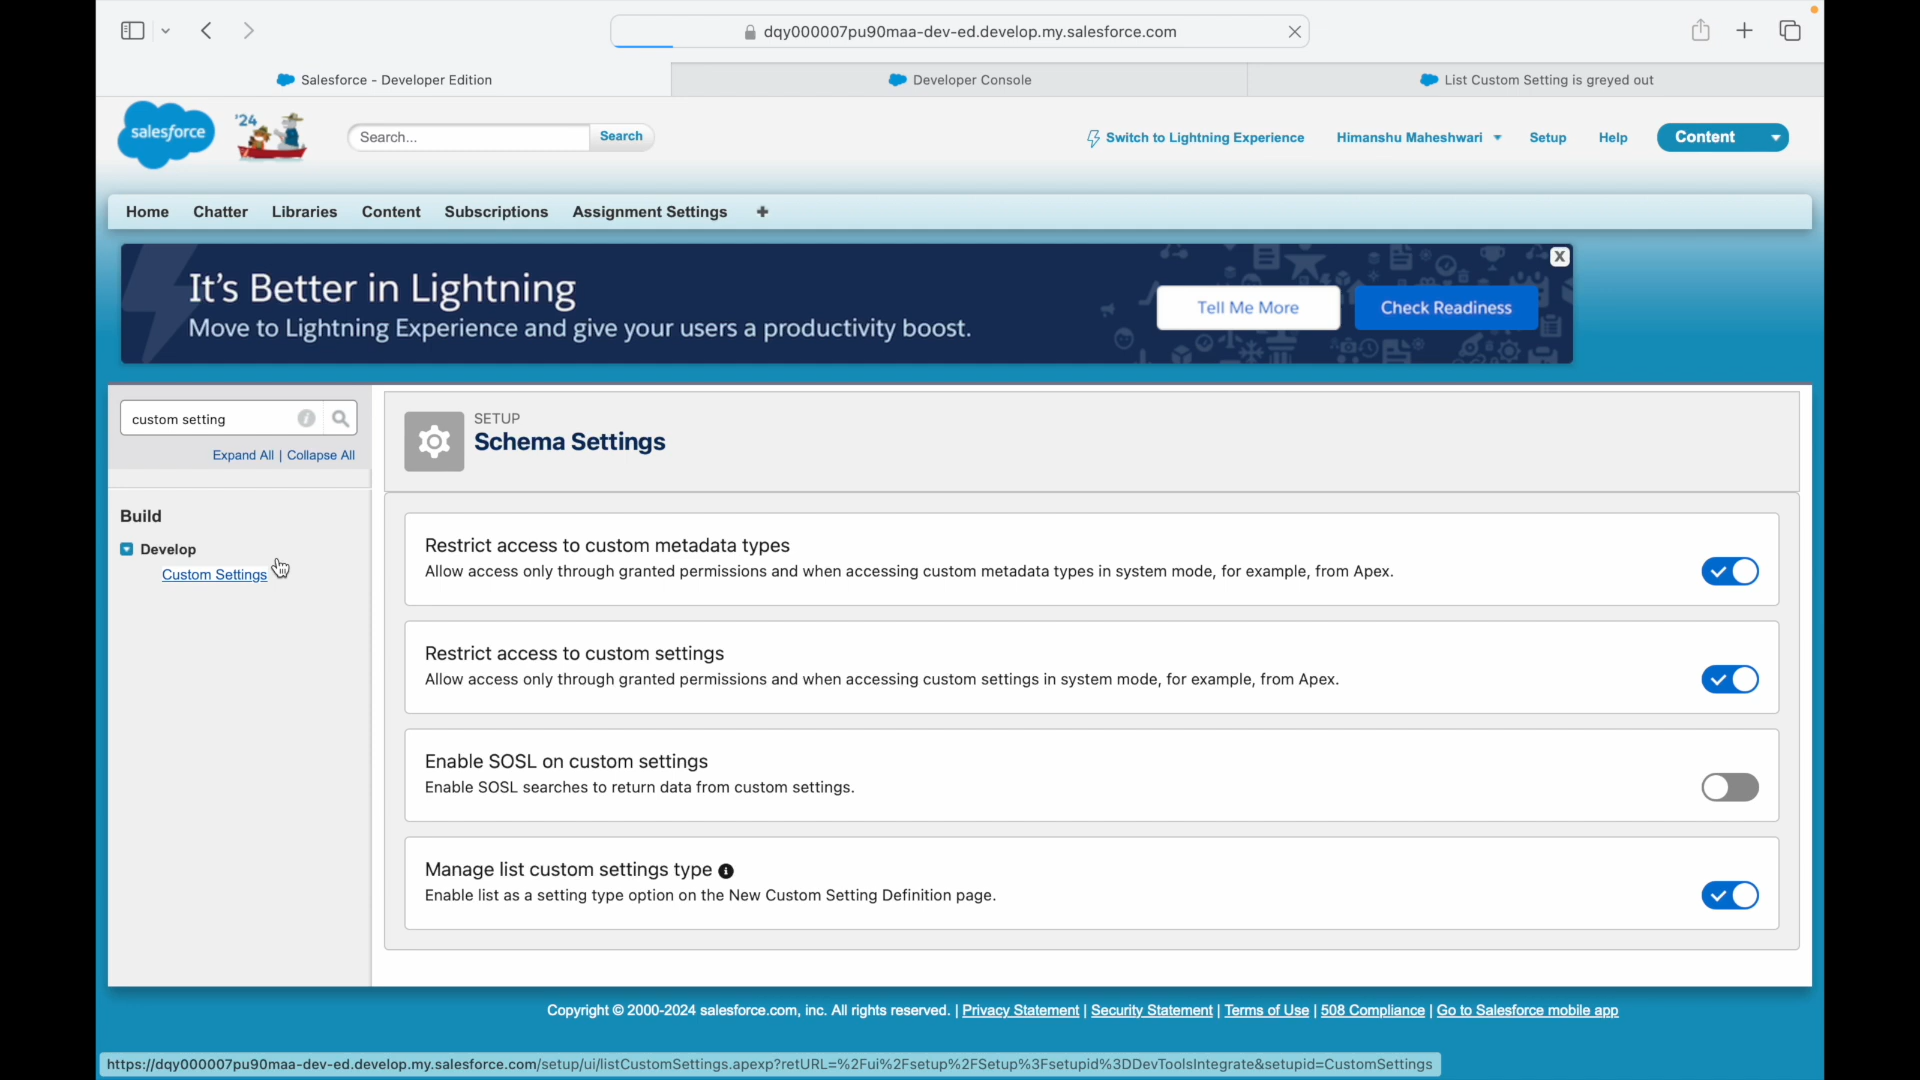 dqy000007pu90maa-dev-ed.develop.my.salesforce.com
Salesforce - Developer Edition
Developer Console
List Custom Setting is greyed out
salesforce
'24
Search...
Search
Switch to Lightning Experience
Himanshu Maheshwari
Setup
Help
Content
Home
Chatter
Libraries
Content
Subscriptions
Assignment Settings
+
It's Better in Lightning
Move to Lightning Experience and give your users a productivity boost.
Tell Me More
Check Readiness
X
custom setting
Expand All | Collapse All
Build
Develop
Custom Settings
SETUP
Schema Settings
Restrict access to custom metadata types
Allow access only through granted permissions and when accessing custom metadata types in system mode, for example, from Apex.
Restrict access to custom settings
Allow access only through granted permissions and when accessing custom settings in system mode, for example, from Apex.
Enable SOSL on custom settings
Enable SOSL searches to return data from custom settings.
Manage list custom settings type
Enable list as a setting type option on the New Custom Setting Definition page.
Copyright © 2000-2024 salesforce.com, inc. All rights reserved. | Privacy Statement | Security Statement | Terms of Use | 508 Compliance | Go to Salesforce mobile app
https://dqy000007pu90maa-dev-ed.develop.my.salesforce.com/setup/ui/listCustomSettings.apexp?retURL=%2Fui%2Fsetup%2FSetup%3Fsetupid%3DDevToolsIntegrate&setupid=CustomSettings